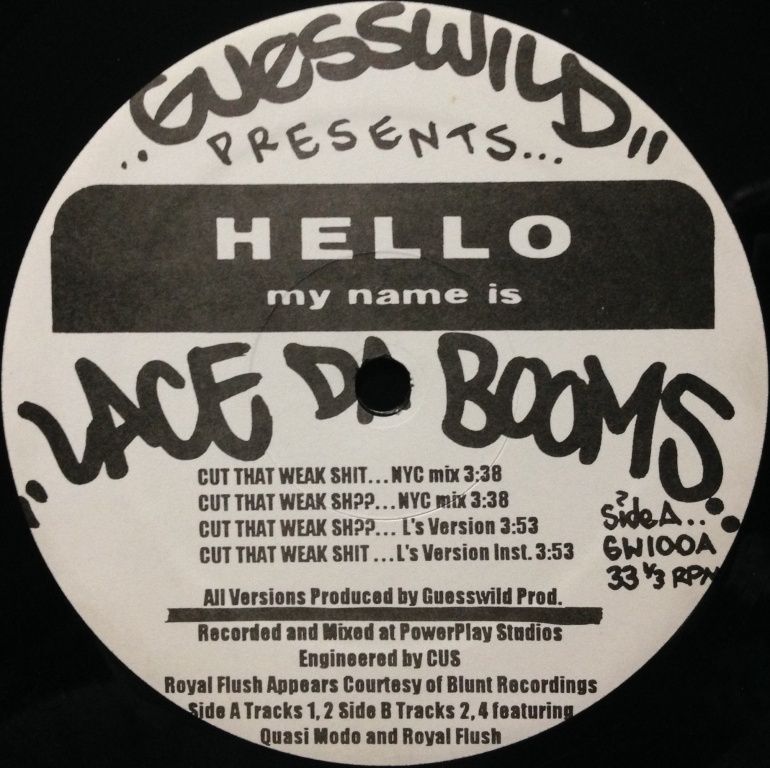 "GUESSWILD"
PRESENTS...
HELLO
my name is
"LACE DA BOOMS"
CUT THAT WEAK SHIT...NYC mix 3:38
CUT THAT WEAK SH??...NYC mix 3:38
CUT THAT WEAK SH??... L's Version 3:53
CUT THAT WEAK SHIT ...L's Version Inst. 3:53
Side A..
GW100A
33 1/3 RPM
All Versions Produced by Guesswild Prod.
Recorded and Mixed at PowerPlay Studios
Engineered by CUS
Royal Flush Appears Courtesy of Blunt Recordings
Side A Tracks 1, 2 Side B Tracks 2, 4 featuring
Quasi Modo and Royal Flush